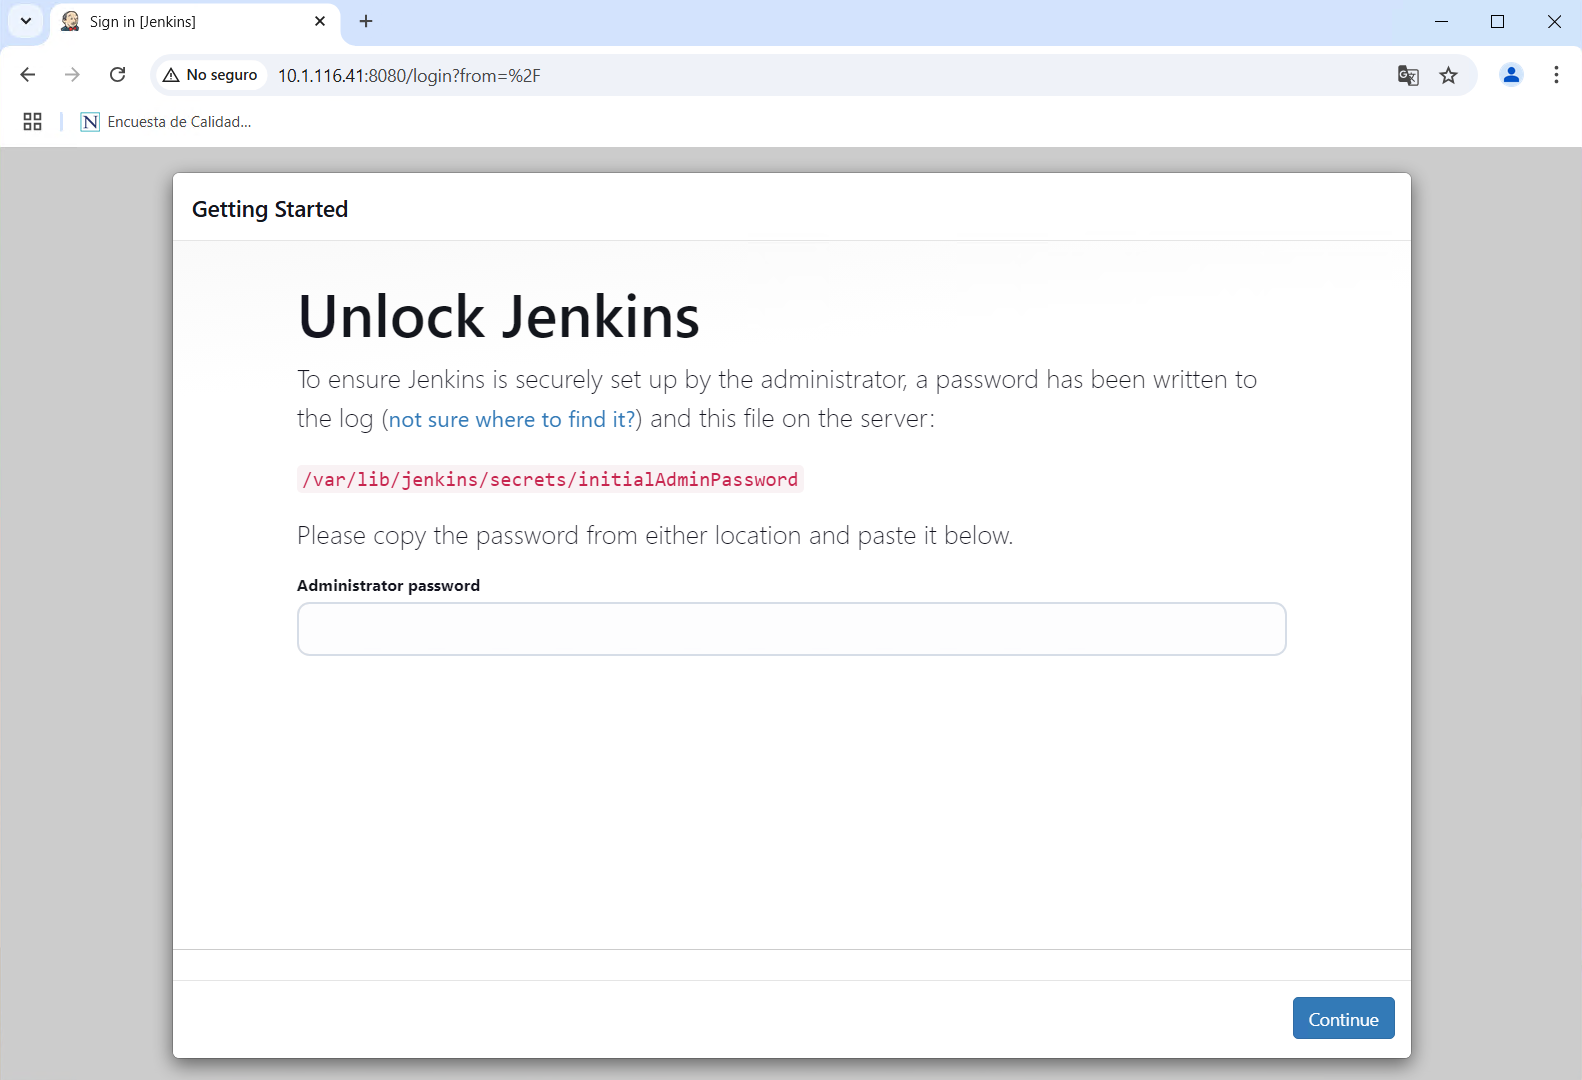 Sign in [Jenkins]
No seguro
10.1.116.41:8080/login?from=%2F
N Encuesta de Calidad...
Getting Started
Unlock Jenkins
To ensure Jenkins is securely set up by the administrator, a password has been written to
the log (not sure where to find it?) and this file on the server:
/var/lib/jenkins/secrets/initialAdminPassword
Please copy the password from either location and paste it below.
Administrator password
Continue